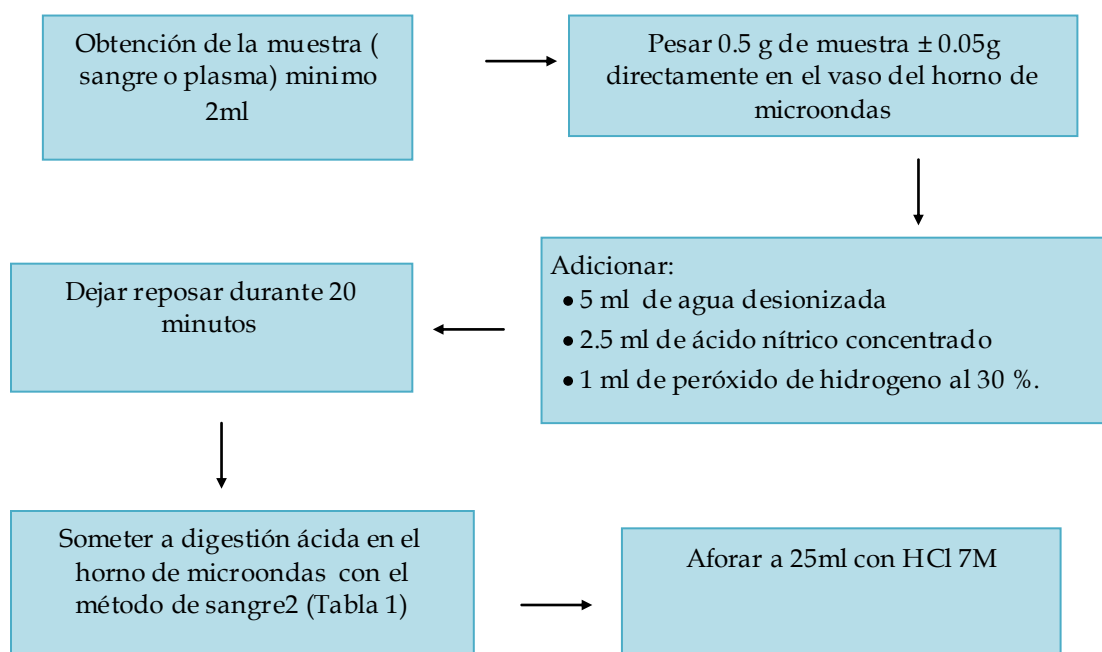 Obtención de la muestra (
sangre o plasma) minimo
2ml
Pesar 0.5 g de muestra ± 0.05g
directamente en el vaso del horno de
microondas
Adicionar:
• 5 ml de agua desionizada
• 2.5 ml de ácido nítrico concentrado
• 1 ml de peróxido de hidrogeno al 30 %.
Dejar reposar durante 20
minutos
Someter a digestión ácida en el
horno de microondas con el
método de sangre2 (Tabla 1)
Aforar a 25ml con HCl 7M